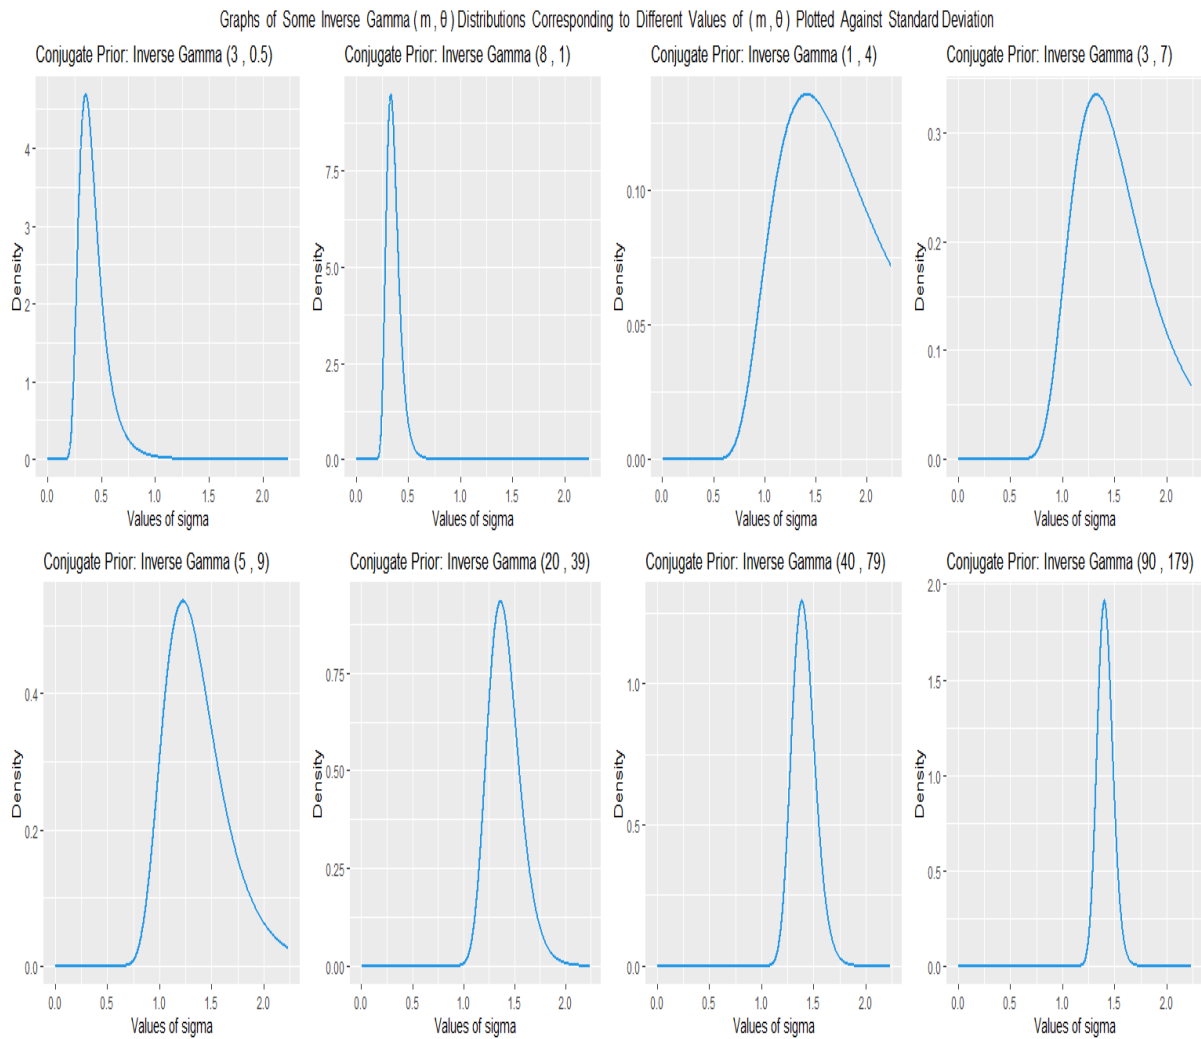 Graphs of Some Inverse Gamma ( m , θ ) Distributions Corresponding to Different Values of ( m , θ ) Plotted Against Standard Deviation
Conjugate Prior: Inverse Gamma (3 , 0.5)
Density
4
3
2
1
0
0.0 0.5 1.0 1.5 2.0
Values of sigma
Conjugate Prior: Inverse Gamma (8 , 1)
Density
7.5
5.0
2.5
0.0
0.0 0.5 1.0 1.5 2.0
Values of sigma
Conjugate Prior: Inverse Gamma (1 , 4)
Density
0.10
0.05
0.00
0.0 0.5 1.0 1.5 2.0
Values of sigma
Conjugate Prior: Inverse Gamma (3 , 7)
Density
0.3
0.2
0.1
0.0
0.0 0.5 1.0 1.5 2.0
Values of sigma
Conjugate Prior: Inverse Gamma (5 , 9)
Density
0.4
0.2
0.0
0.0 0.5 1.0 1.5 2.0
Values of sigma
Conjugate Prior: Inverse Gamma (20 , 39)
Density
0.75
0.50
0.25
0.00
0.0 0.5 1.0 1.5 2.0
Values of sigma
Conjugate Prior: Inverse Gamma (40 , 79)
Density
1.0
0.5
0.0
0.0 0.5 1.0 1.5 2.0
Values of sigma
Conjugate Prior: Inverse Gamma (90 , 179)
Density
2.0
1.5
1.0
0.5
0.0
0.0 0.5 1.0 1.5 2.0
Values of sigma